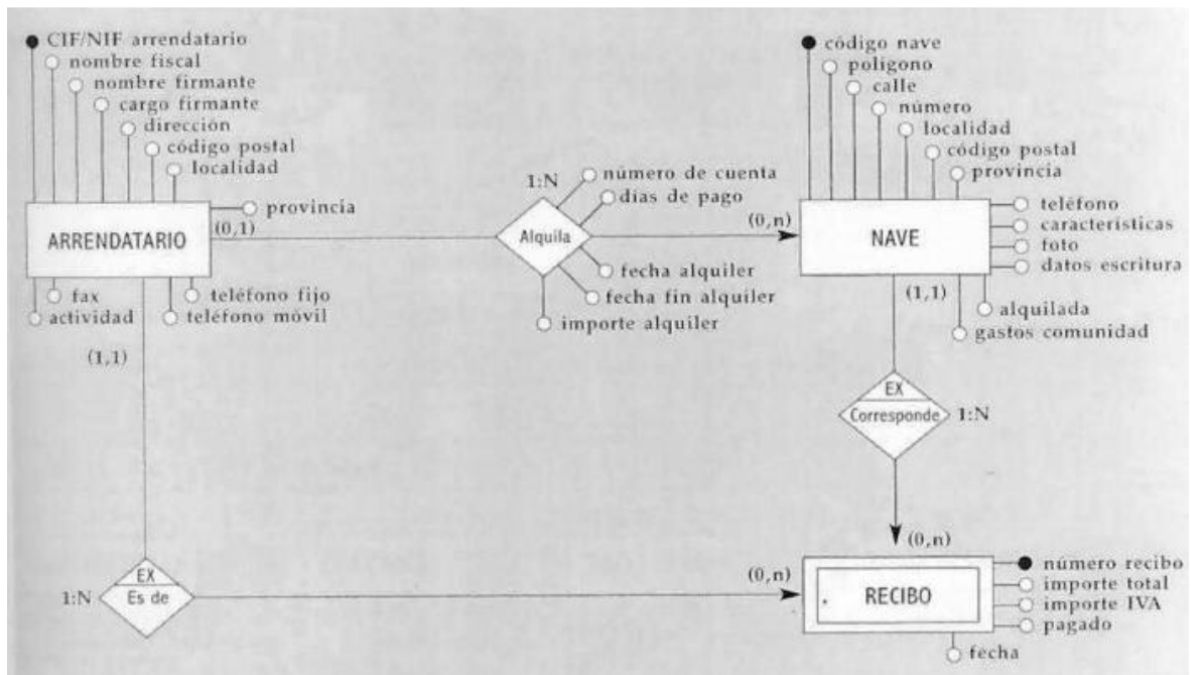 CIF/NIF arrendatario
nombre fiscal
nombre firmante
cargo firmante
dirección
código postal
localidad
provincia
ARRENDATARIO
(0,1)
fax
actividad
teléfono fijo
teléfono móvil
(1,1)
1:N
número de cuenta
días de pago
Alquila
(0,n)
fecha alquiler
fecha fin alquiler
importe alquiler
código nave
polígono
calle
número
localidad
código postal
provincia
NAVE
teléfono
características
foto
datos escritura
(1,1)
alquilada
gastos comunidad
EX
Corresponde
1:N
(0,n)
EX
Es de
1:N
(0,n)
RECIBO
número recibo
importe total
importe IVA
pagado
fecha